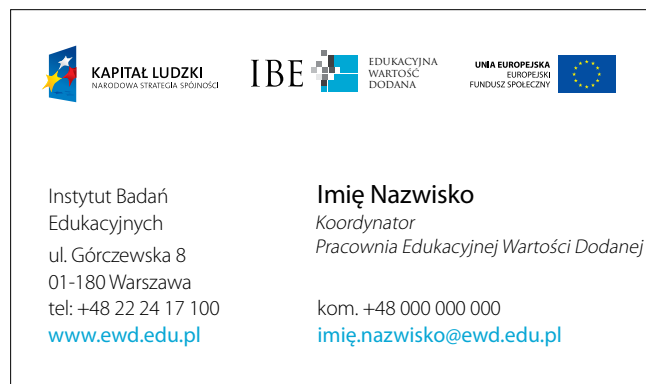 KAPITAŁ LUDZKI
NARODOWA STRATEGIA SPÓJNOŚCI
IBE
EDUKACYJNA
WARTOŚĆ
DODANA
UNIA EUROPEJSKA
EUROPEJSKI
FUNDUSZ SPOŁECZNY
Instytut Badań
Edukacyjnych
ul. Górczewska 8
01-180 Warszawa
tel: +48 22 24 17 100
www.ewd.edu.pl
Imię Nazwisko
Koordynator
Pracownia Edukacyjnej Wartości Dodanej
kom. +48 000 000 000
imię.nazwisko@ewd.edu.pl